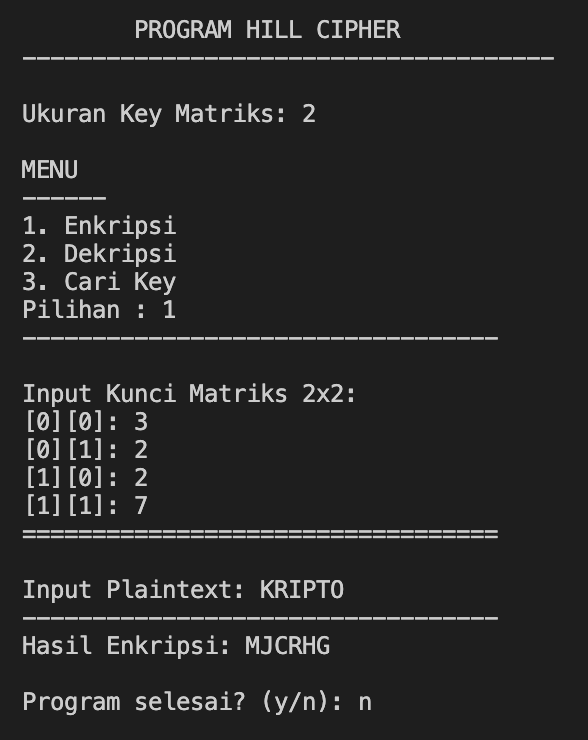 PROGRAM HILL CIPHER
--------------------------------------
Ukuran Key Matriks: 2
MENU
------
1. Enkripsi
2. Dekripsi
3. Cari Key
Pilihan : 1
----------------------------------
Input Kunci Matriks 2x2:
[0][0]: 3
[0][1]: 2
[1][0]: 2
[1][1]: 7
==================================
Input Plaintext: KRIPTO
----------------------------------
Hasil Enkripsi: MJCRHG
Program selesai? (y/n): n